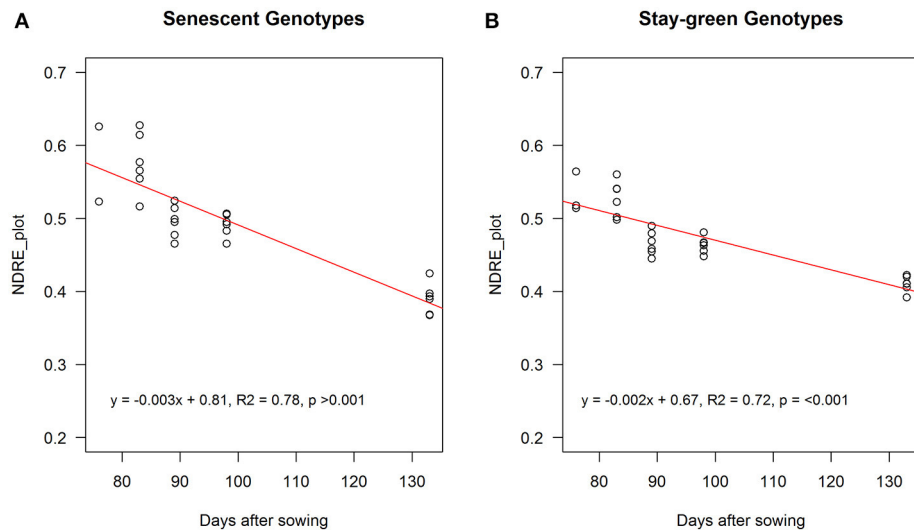 A
Senescent Genotypes
NDRE_plot
0.7
0.6
0.5
0.4
0.3
0.2
y = -0.003x + 0.81, R2 = 0.78, p >0.001
80 90 100 110 120 130
Days after sowing
B
Stay-green Genotypes
NDRE_plot
0.7
0.6
0.5
0.4
0.3
0.2
y = -0.002x + 0.67, R2 = 0.72, p = <0.001
80 90 100 110 120 130
Days after sowing